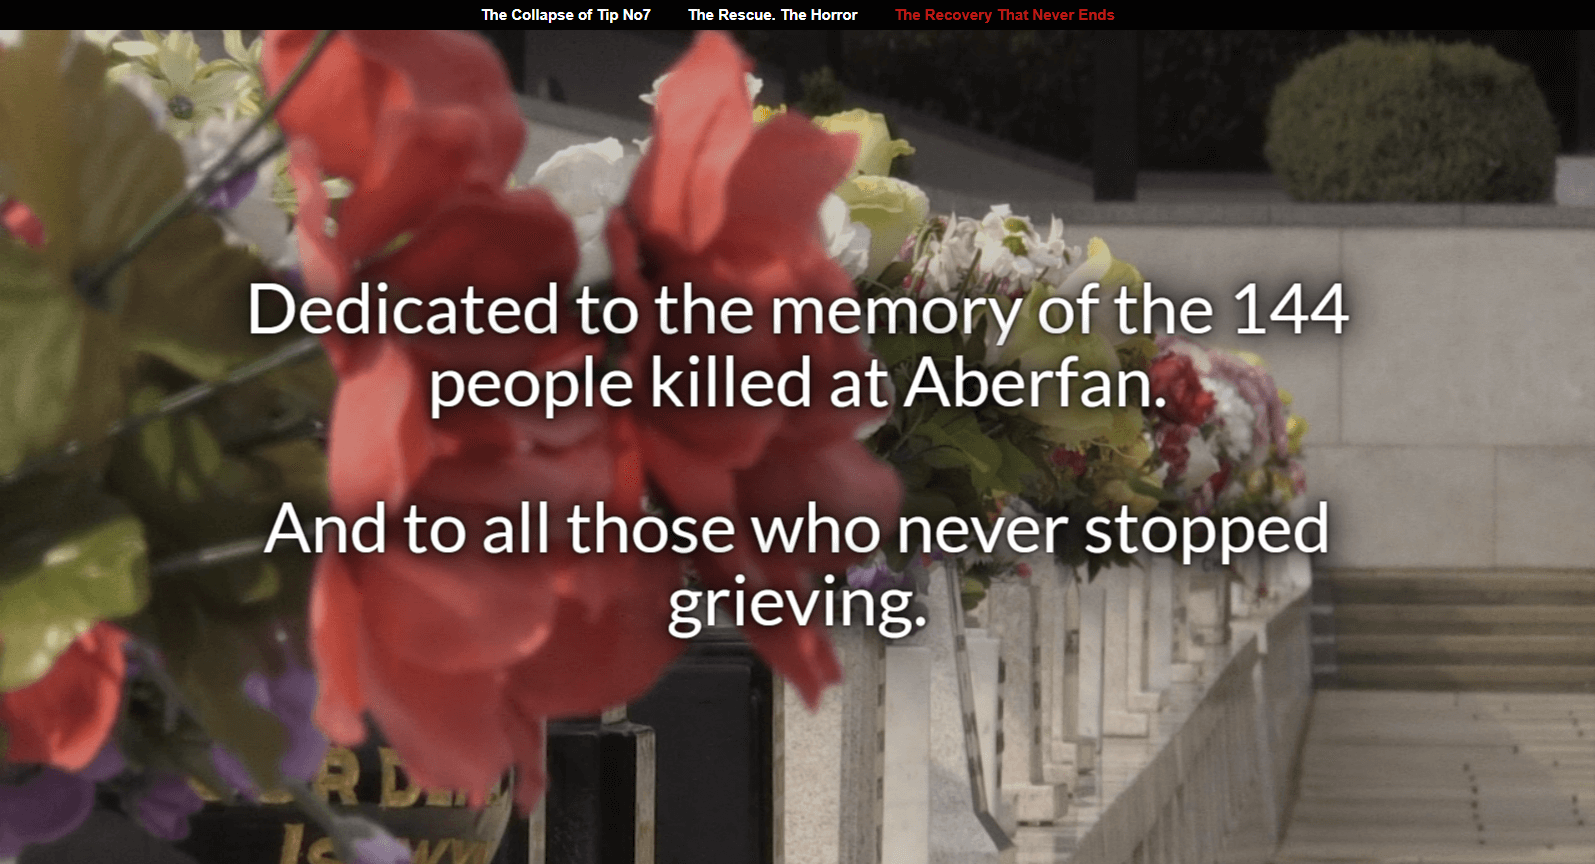 The Collapse of Tip No7 The Rescue. The Horror The Recovery That Never Ends
Dedicated to the memory of the 144
people killed at Aberfan.
And to all those who never stopped
grieving.